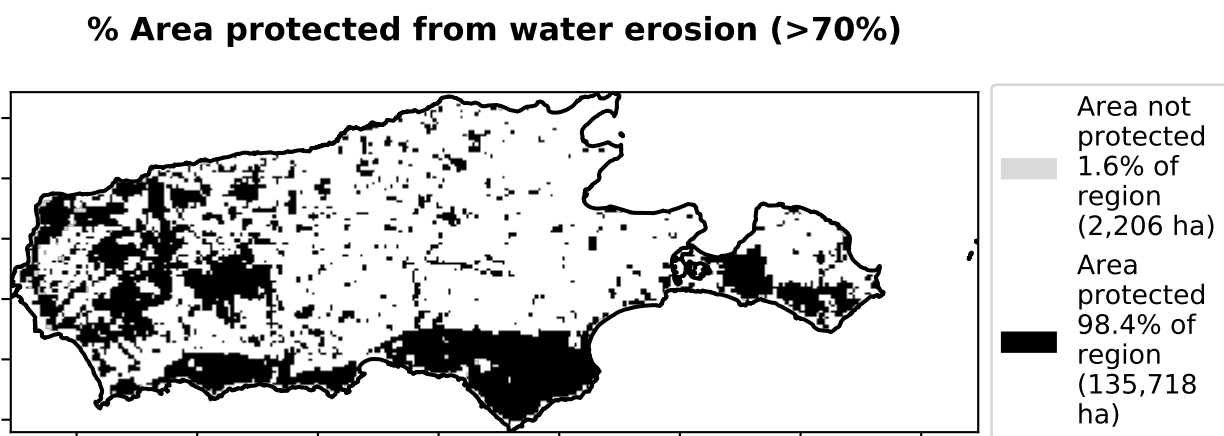 % Area protected from water erosion (>70%)
Area not
protected
1.6% of
region
(2,206 ha)
Area
protected
98.4% of
region
(135,718
ha)